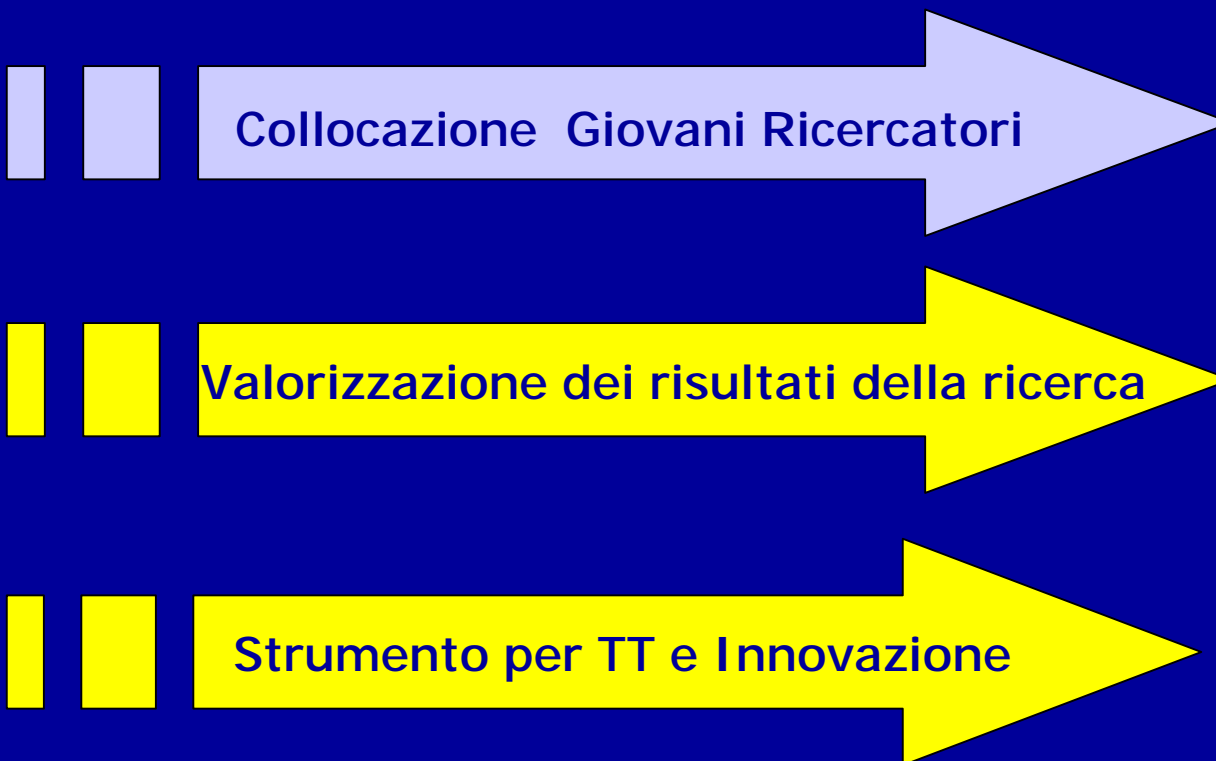 Collocazione Giovani Ricercatori
Valorizzazione dei risultati della ricerca
Strumento per TT e Innovazione